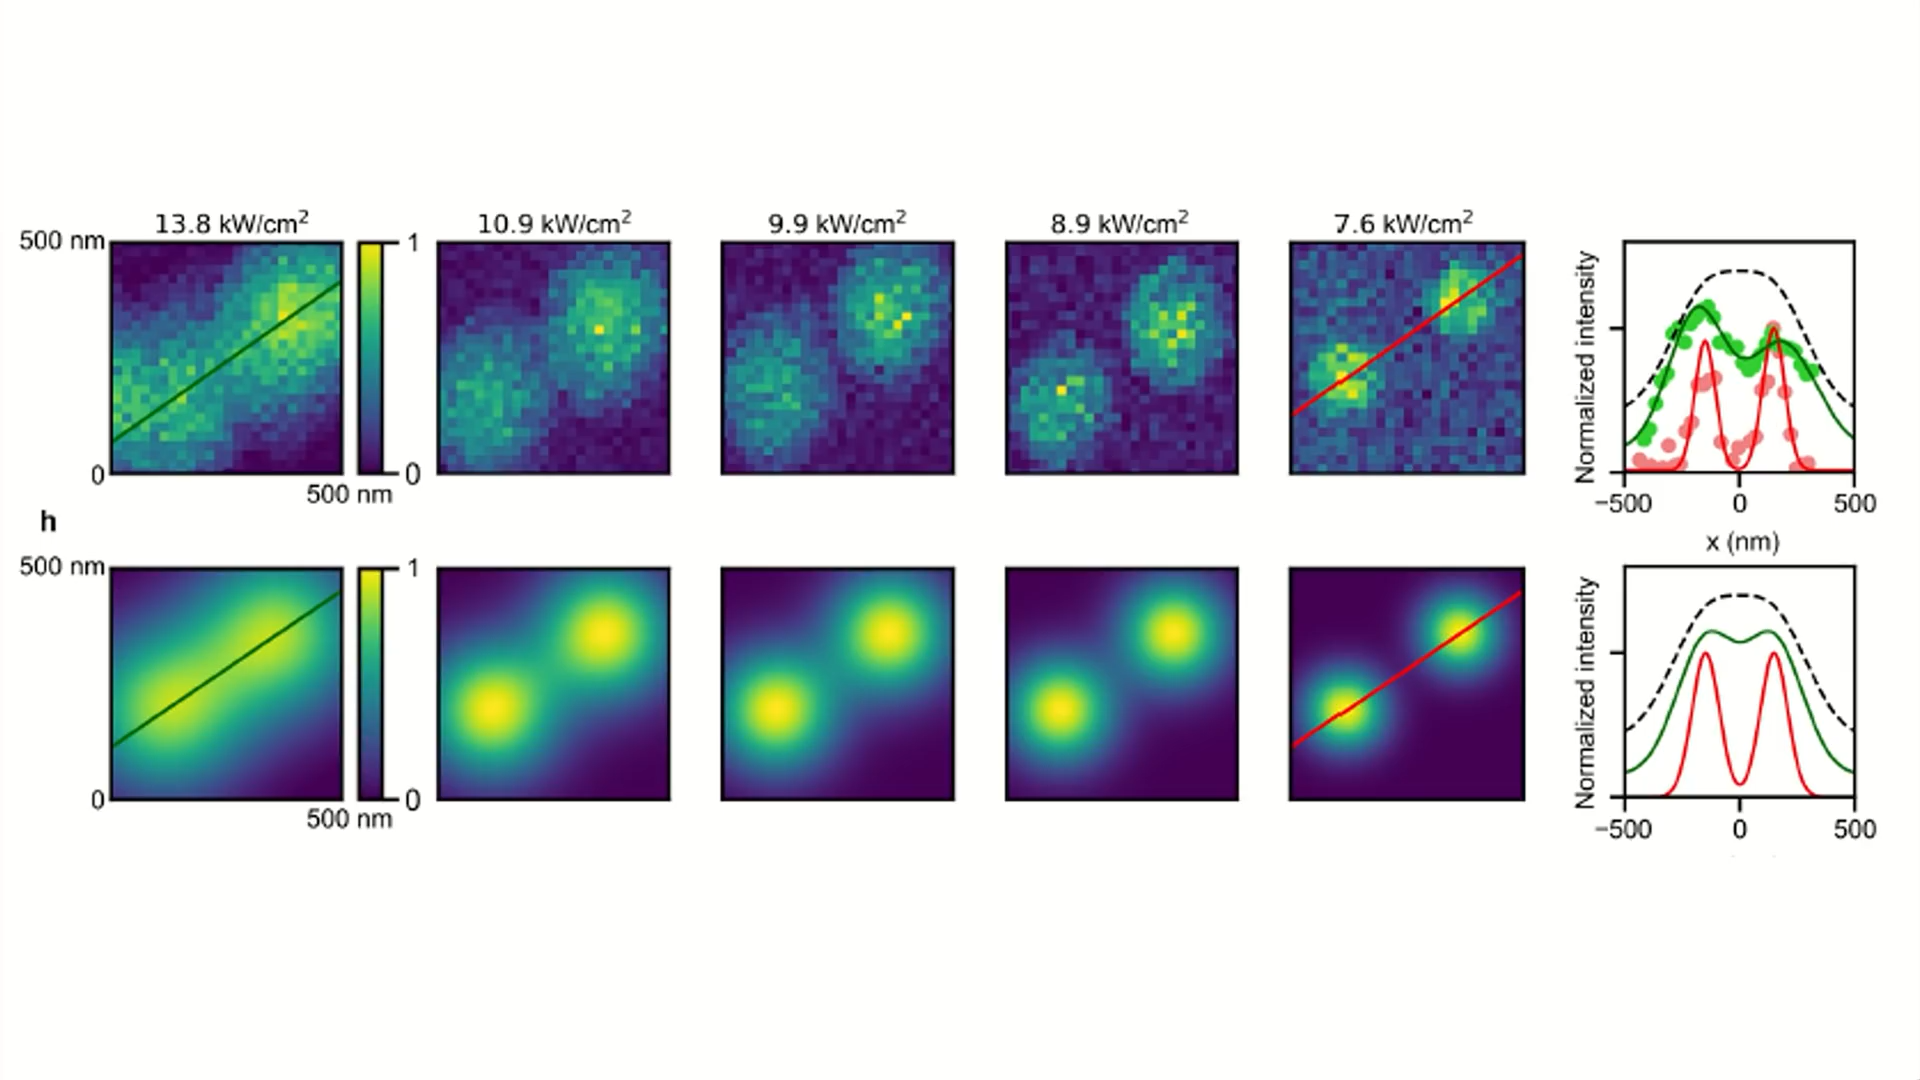 13.8 kW/cm² 10.9 kW/cm² 9.9 kW/cm² 8.9 kW/cm² 7.6 kW/cm²
500 nm 1
Normalized intensity
0 0
500 nm
−500 0 500
x (nm)
h
500 nm 1
Normalized intensity
0 0
500 nm
−500 0 500